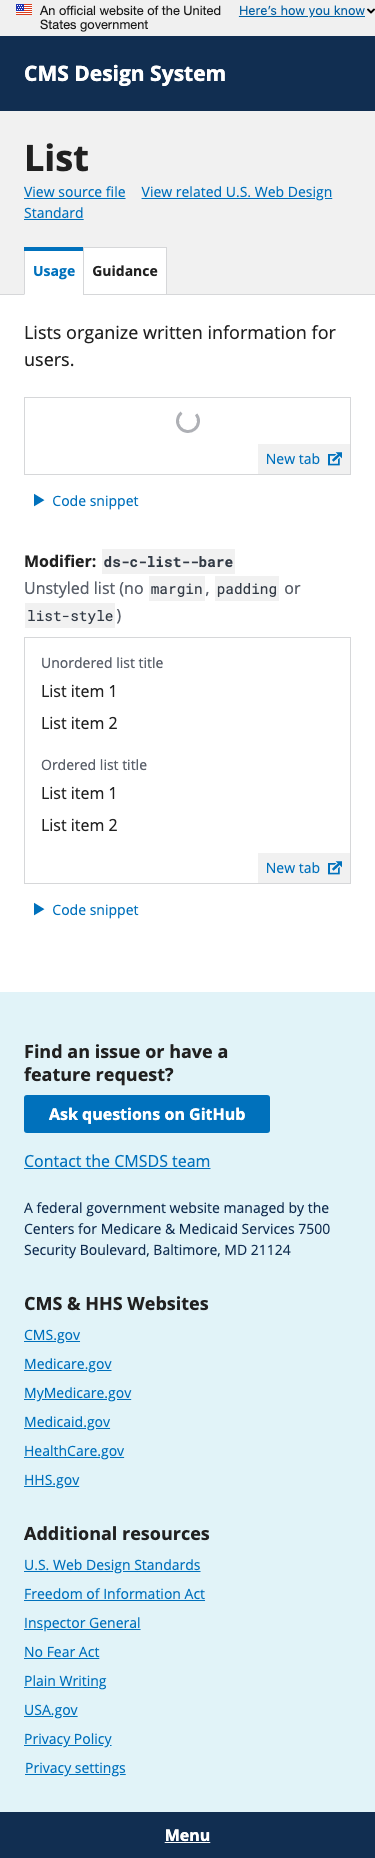 An official website of the United
States government
Here's how you know
CMS Design System
List
View source file View related U.S. Web Design
Standard
Usage Guidance
Lists organize written information for
users.
New tab
Code snippet
Modifier: ds-c-list--bare
Unstyled list (no margin, padding or
list-style)
Unordered list title
List item 1
List item 2
Ordered list title
List item 1
List item 2
New tab
Code snippet
Find an issue or have a
feature request?
Ask questions on GitHub
Contact the CMSDS team
A federal government website managed by the
Centers for Medicare & Medicaid Services 7500
Security Boulevard, Baltimore, MD 21124
CMS & HHS Websites
CMS.gov
Medicare.gov
MyMedicare.gov
Medicaid.gov
HealthCare.gov
HHS.gov
Additional resources
U.S. Web Design Standards
Freedom of Information Act
Inspector General
No Fear Act
Plain Writing
USA.gov
Privacy Policy
Privacy settings
Menu